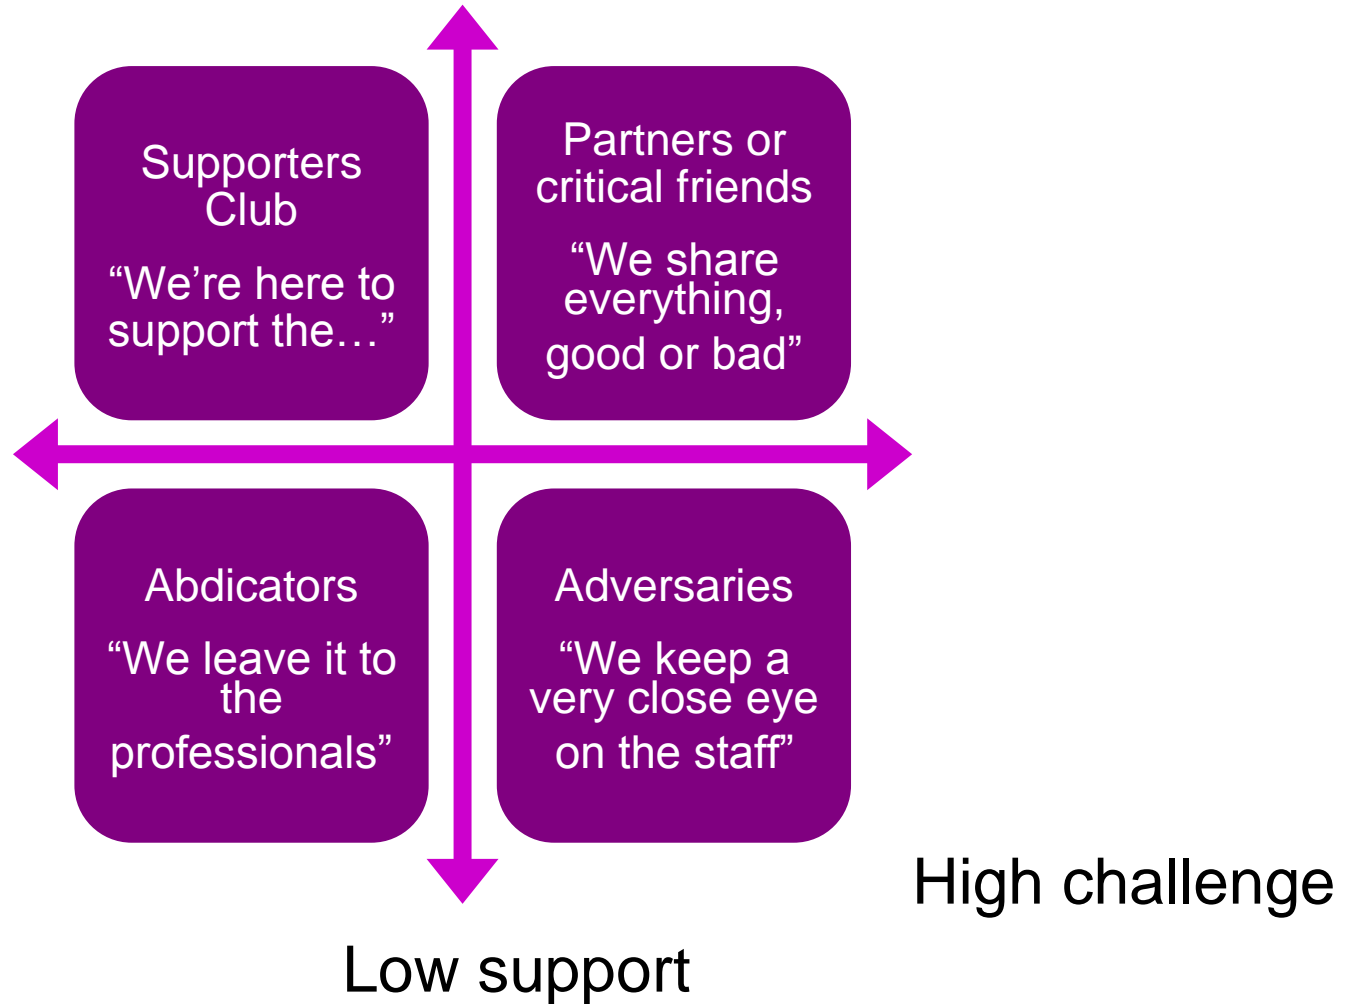 Supporters
Club
“We’re here to
support the…”
Partners or
critical friends
“We share
everything,
good or bad”
Abdicators
“We leave it to
the
professionals”
Adversaries
“We keep a
very close eye
on the staff”
High challenge
Low support